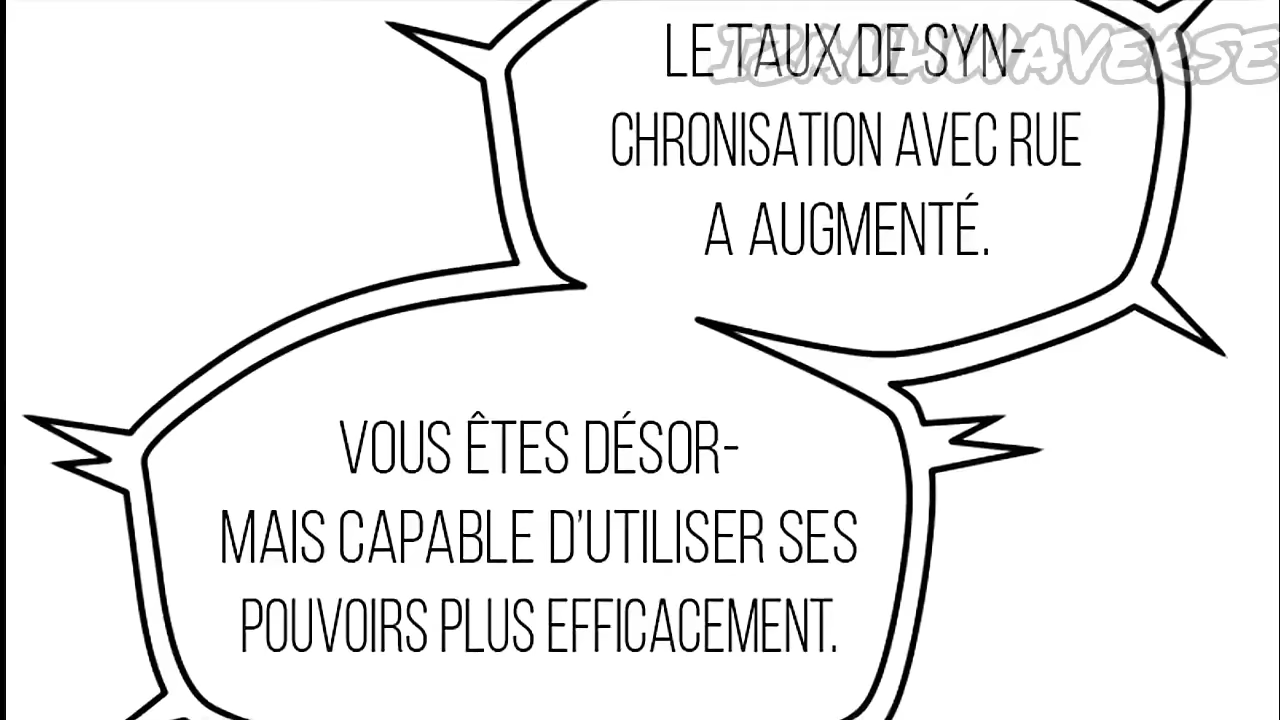 LE TAUX DE SYN-
CHRONISATION AVEC RUE
A AUGMENTÉ.
VOUS ÊTES DÉSOR-
MAIS CAPABLE D'UTILISER SES
POUVOIRS PLUS EFFICACEMENT.